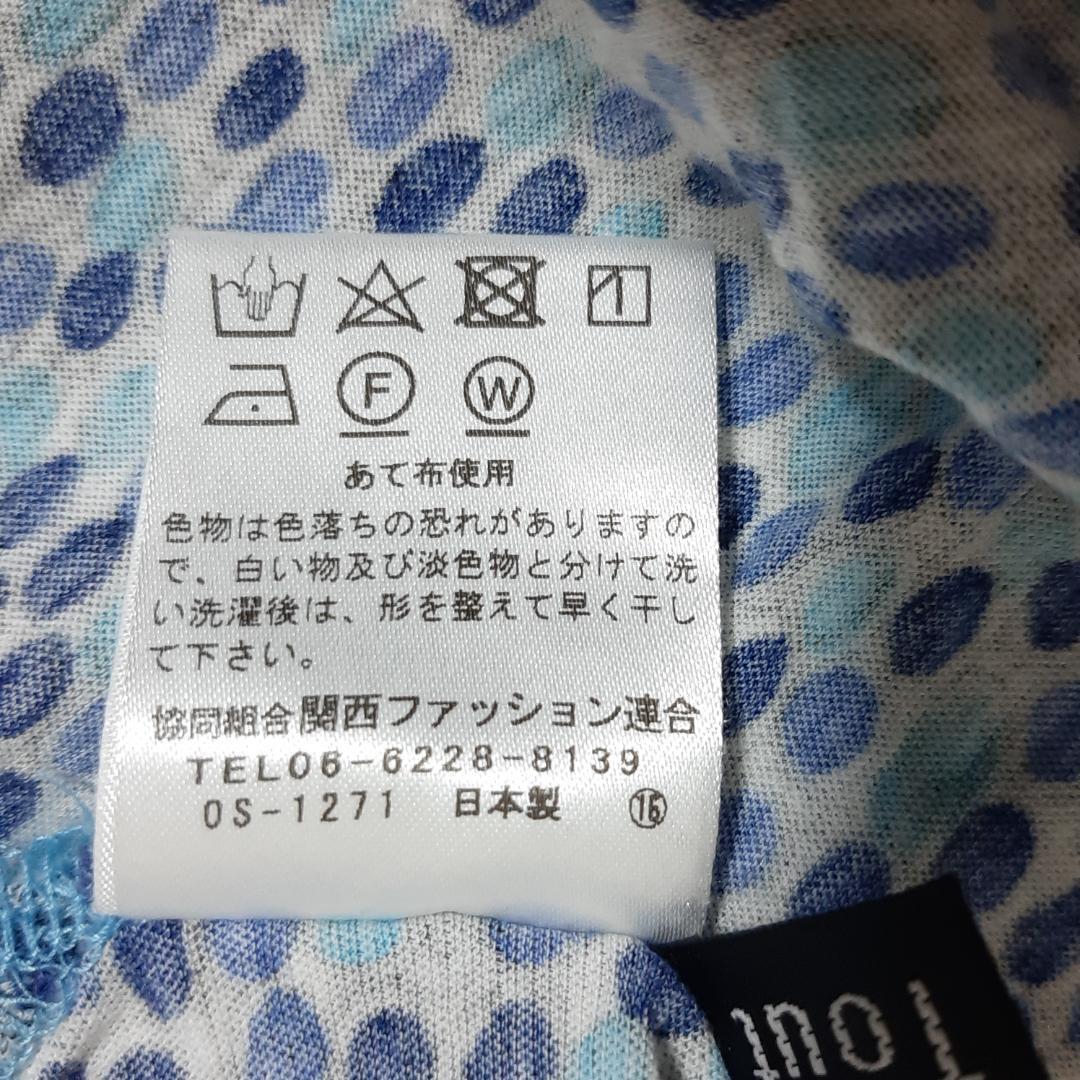 F W
あて布使用
色物は色落ちの恐れがありますの
で、白い物及び淡色物と分けて洗
い洗濯後は、形を整えて早く干し
て下さい。
協同組合関西ファッション連合
TEL06-6228-8139
OS-1271 日本製 ⑯